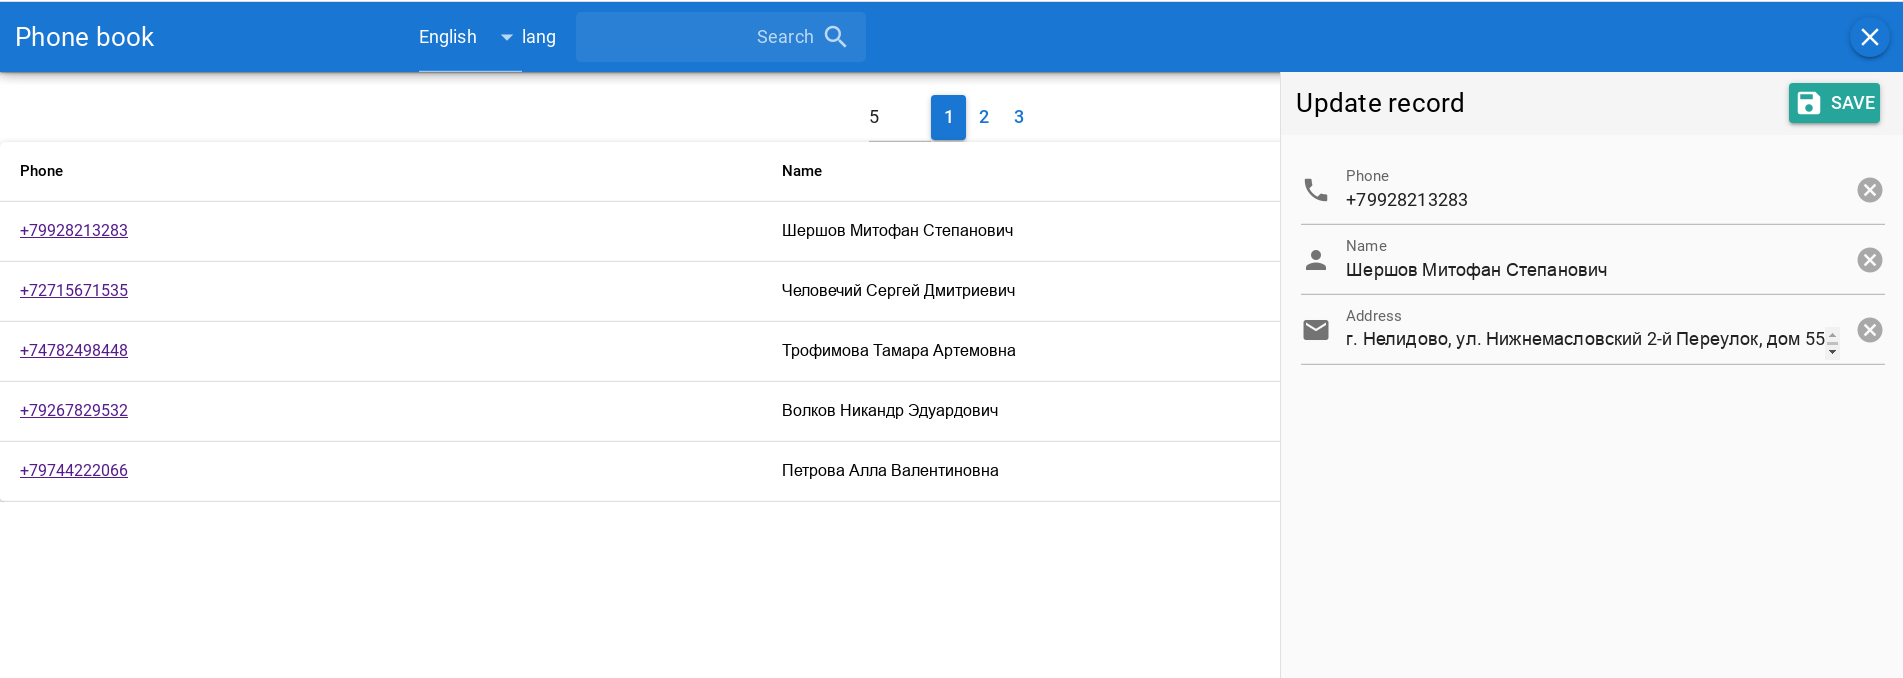 Phone book
English
lang
Search
5
1
2
3
Phone
Name
+79928213283
Шершов Митофан Степанович
+72715671535
Человечий Сергей Дмитриевич
+74782498448
Трофимова Тамара Артемовна
+79267829532
Волков Никандр Эдуардович
+79744222066
Петрова Алла Валентиновна
Update record
SAVE
Phone
+79928213283
Name
Шершов Митофан Степанович
Address
г. Нелидово, ул. Нижнемасловский 2-й Переулок, дом 55